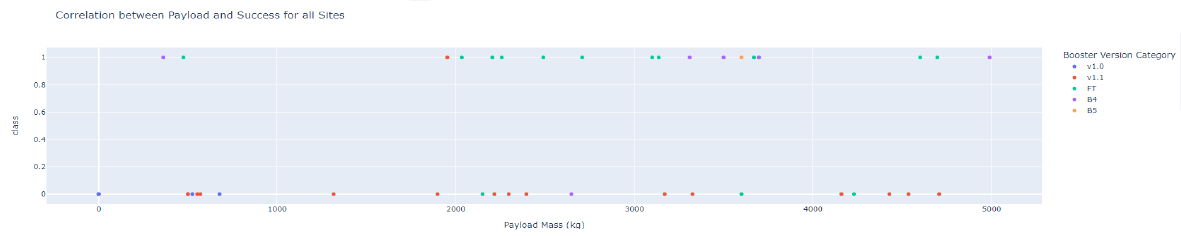 Correlation between Payload and Success for all Sites
class
1
0.8
0.6
0.4
0.2
0
0 1000 2000 3000 4000 5000
Payload Mass (kg)
Booster Version Category
v1.0
v1.1
FT
B4
B5